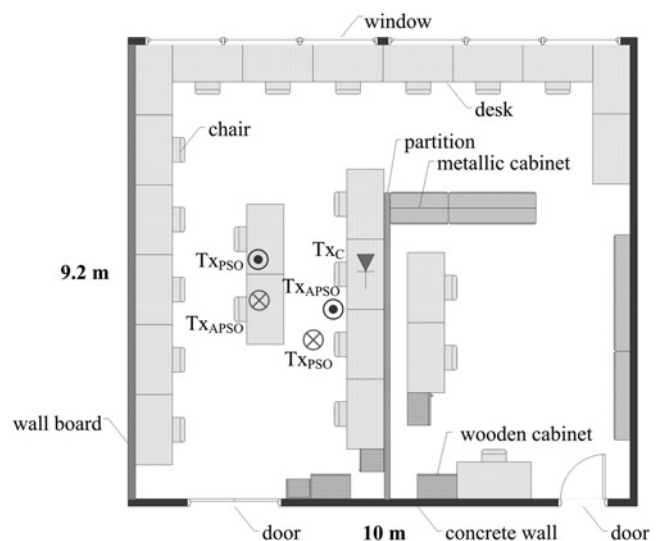 window
desk
chair
partition
metallic cabinet
Tx_C
Tx_PSO
9.2 m
Tx_APSO
Tx_APSO
Tx_PSO
wall board
wooden cabinet
door
10 m
concrete wall
door